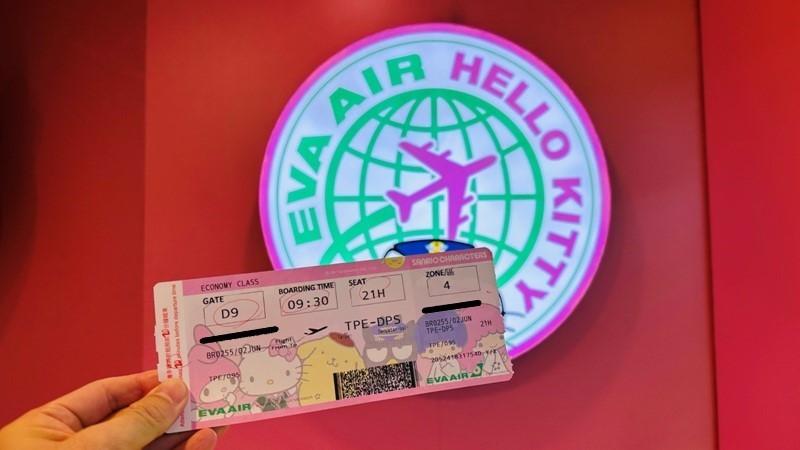 EVA AIR HELLO KITTY
SANRIO CHARACTERS
ECONOMY CLASS
GATE
D9
BOARDING TIME
09:30
SEAT
21H
ZONE
4
BR0255/02JUN
TPE-DPS
TPE/095
EVA AIR
BR0255/02JUN 21H
TPE-DPS
TPE/095
EVA AIR